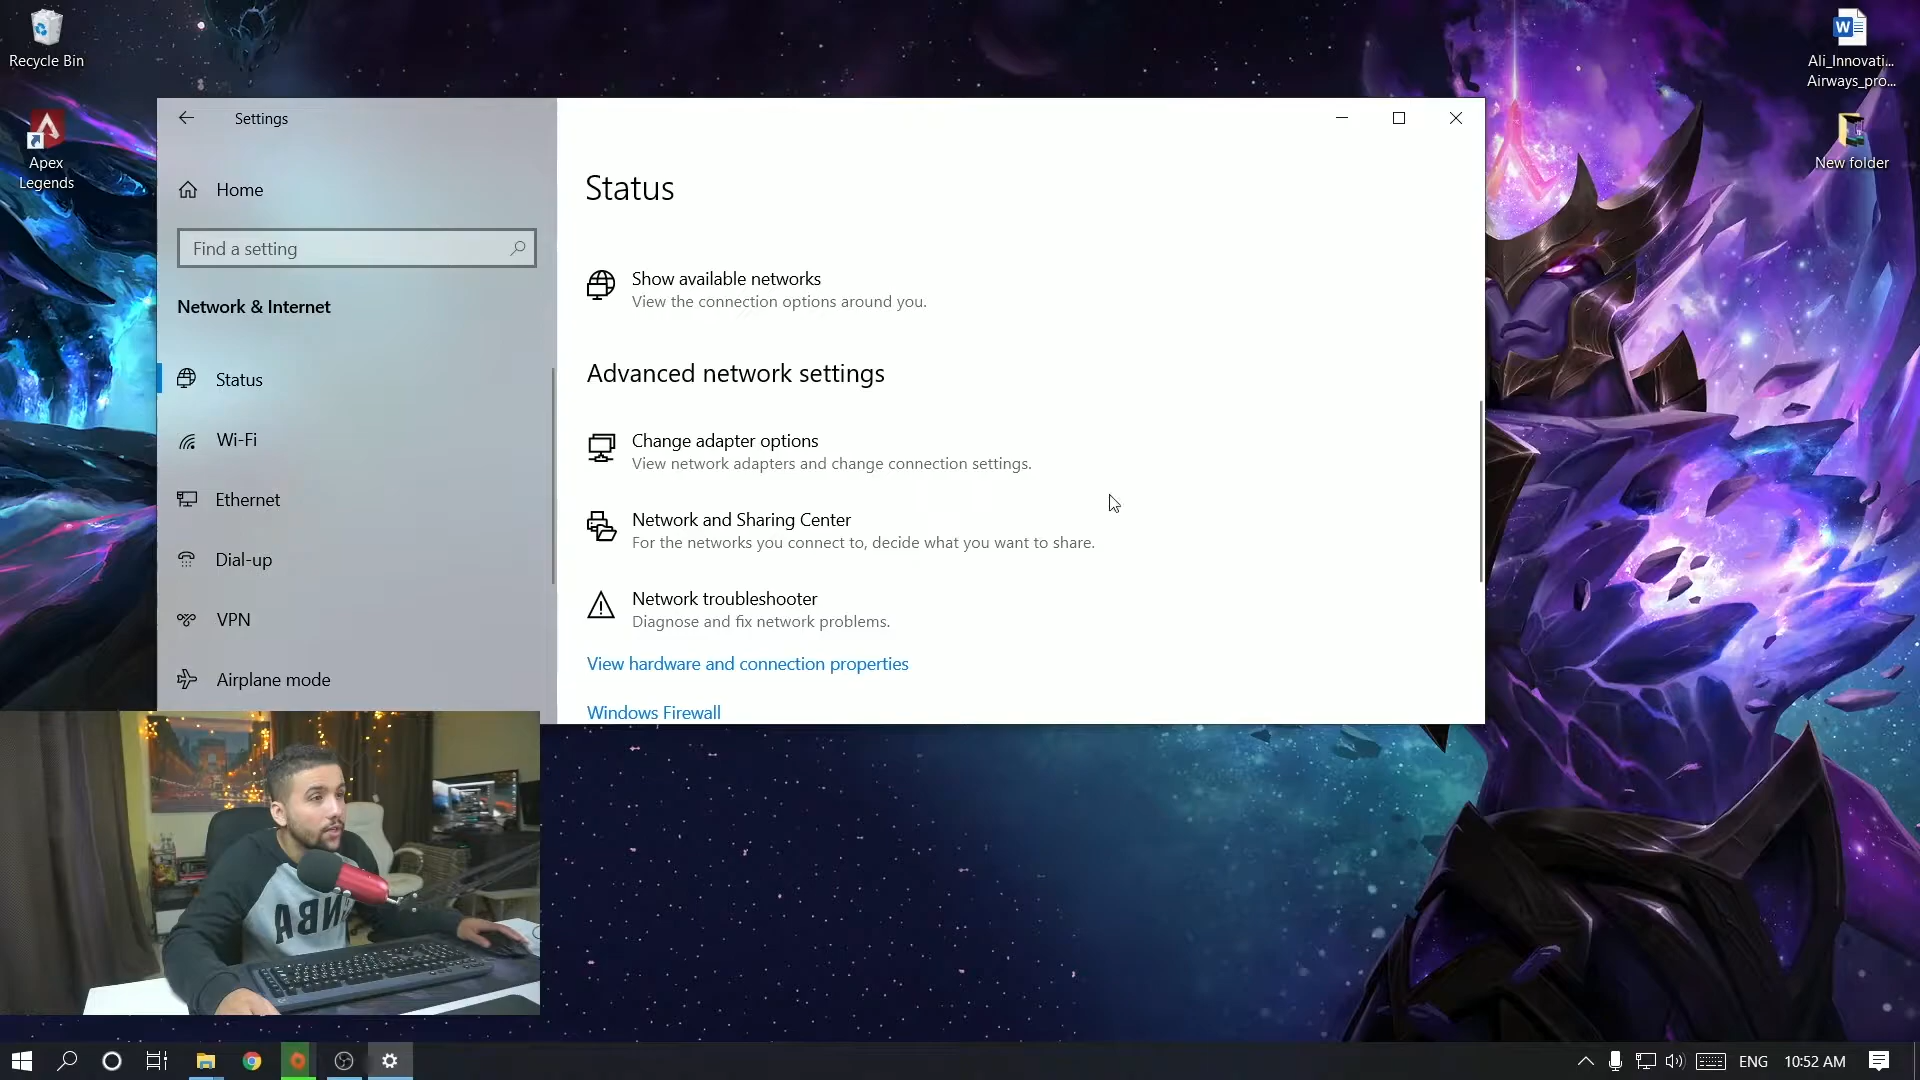 Recycle Bin
Apex
Legends
Ali_Innovati...
Airways_pro...
New folder
Settings
Home
Find a setting
Network & Internet
Status
Wi-Fi
Ethernet
Dial-up
VPN
Airplane mode
Status
Show available networks
View the connection options around you.
Advanced network settings
Change adapter options
View network adapters and change connection settings.
Network and Sharing Center
For the networks you connect to, decide what you want to share.
Network troubleshooter
Diagnose and fix network problems.
View hardware and connection properties
Windows Firewall
NBA
ENG
10:52 AM